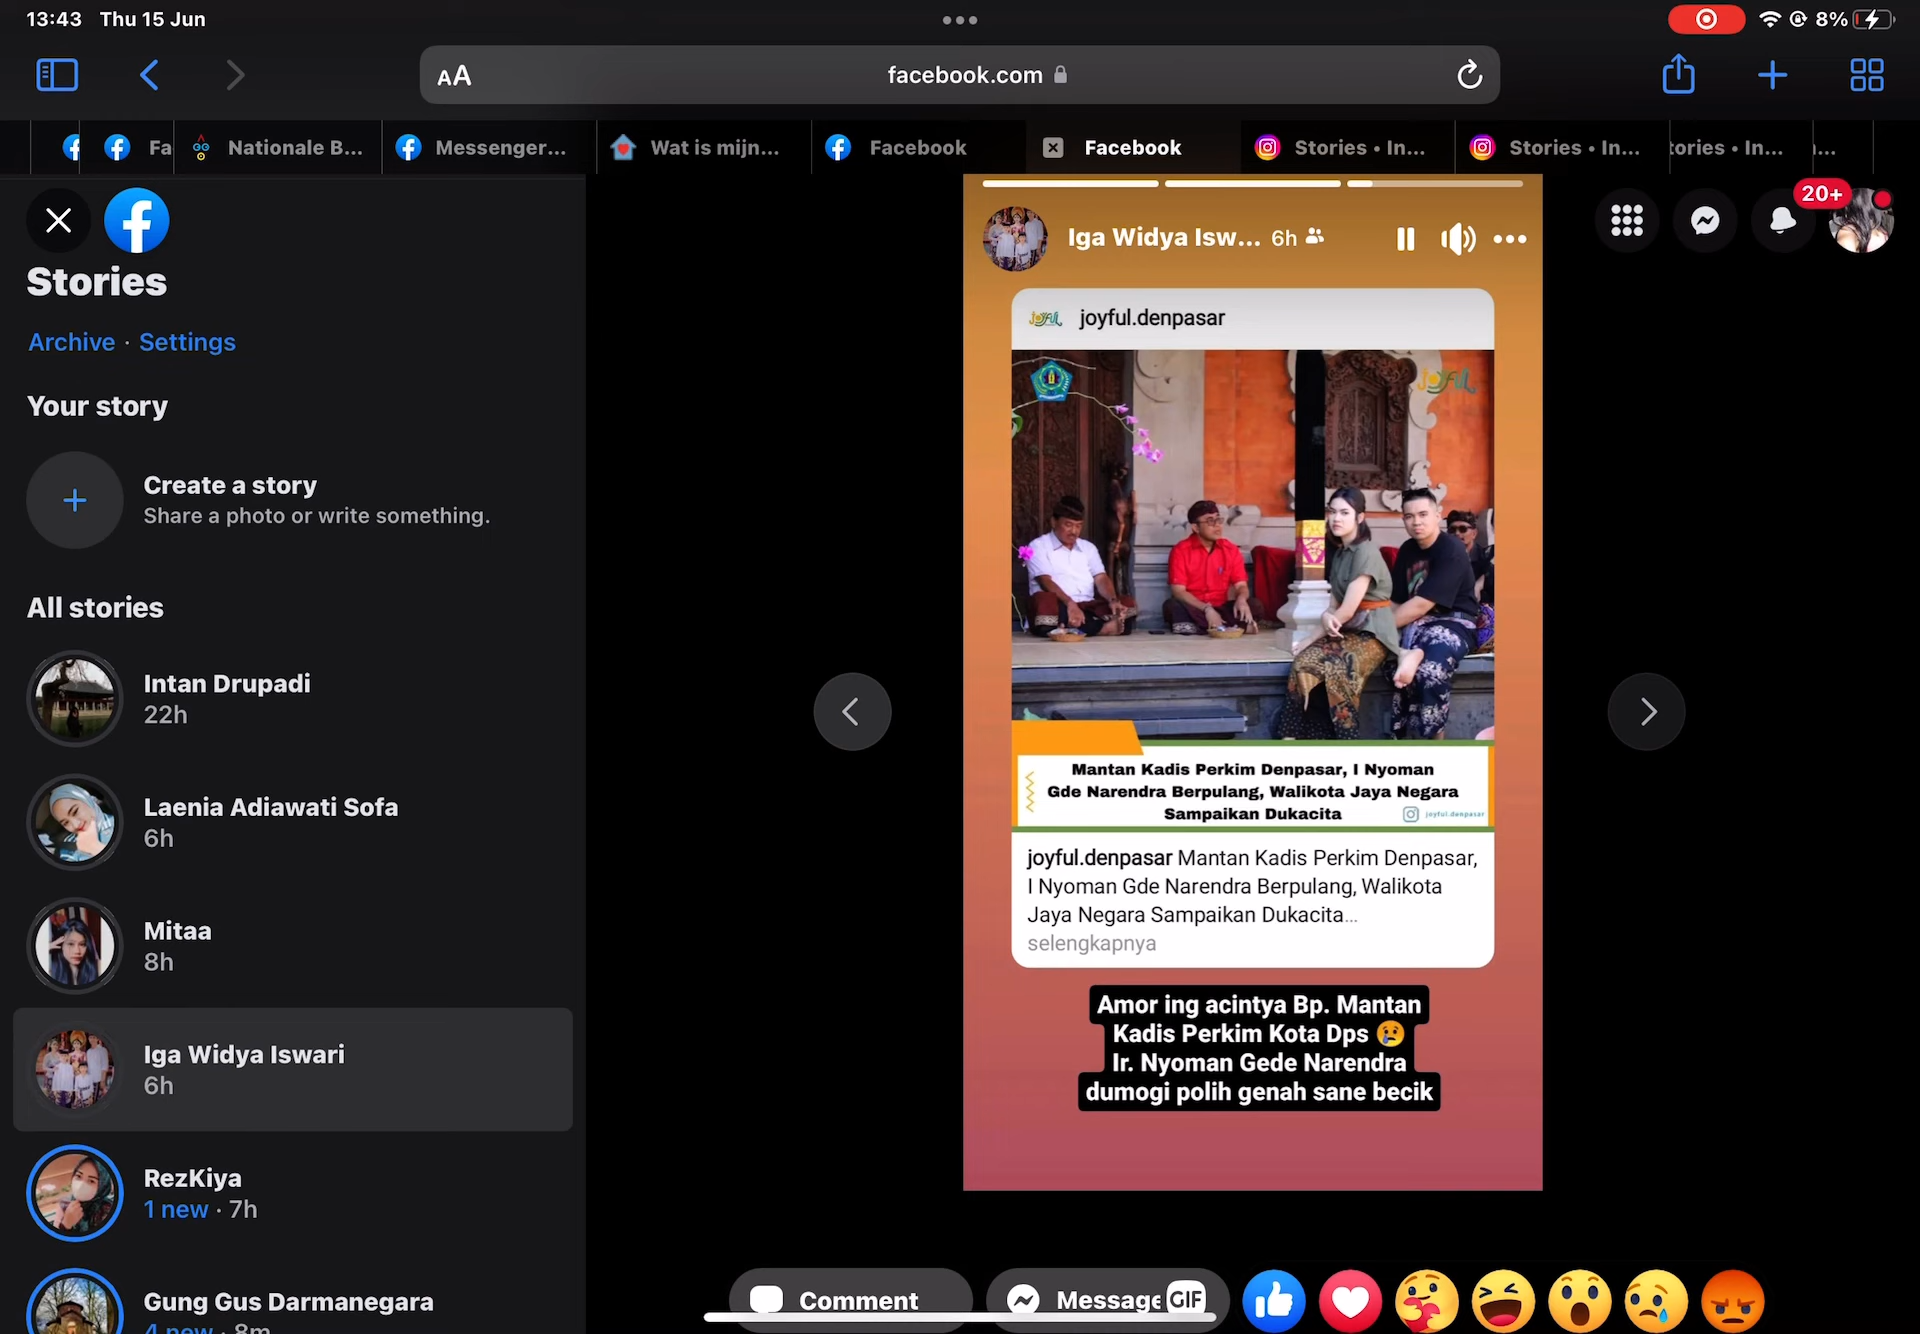 13:43 Thu 15 Jun
8%
AA
facebook.com
Fa
Nationale B...
Messenger...
Wat is mijn...
Facebook
Facebook
Stories • In...
Stories • In...
tories • In...
Stories
Archive · Settings
Your story
Create a story
Share a photo or write something.
All stories
Intan Drupadi
22h
Laenia Adiawati Sofa
6h
Mitaa
8h
Iga Widya Iswari
6h
RezKiya
1 new · 7h
Gung Gus Darmanegara
4 new · 8m
20+
Iga Widya Isw... 6h
joyful.denpasar
JOYFUL
Mantan Kadis Perkim Denpasar, I Nyoman
Gde Narendra Berpulang, Walikota Jaya Negara
Sampaikan Dukacita
joyful.denpasar
joyful.denpasar Mantan Kadis Perkim Denpasar,
I Nyoman Gde Narendra Berpulang, Walikota
Jaya Negara Sampaikan Dukacita...
selengkapnya
Amor ing acintya Bp. Mantan
Kadis Perkim Kota Dps 😢
Ir. Nyoman Gede Narendra
dumogi polih genah sane becik
Comment
Message
GIF